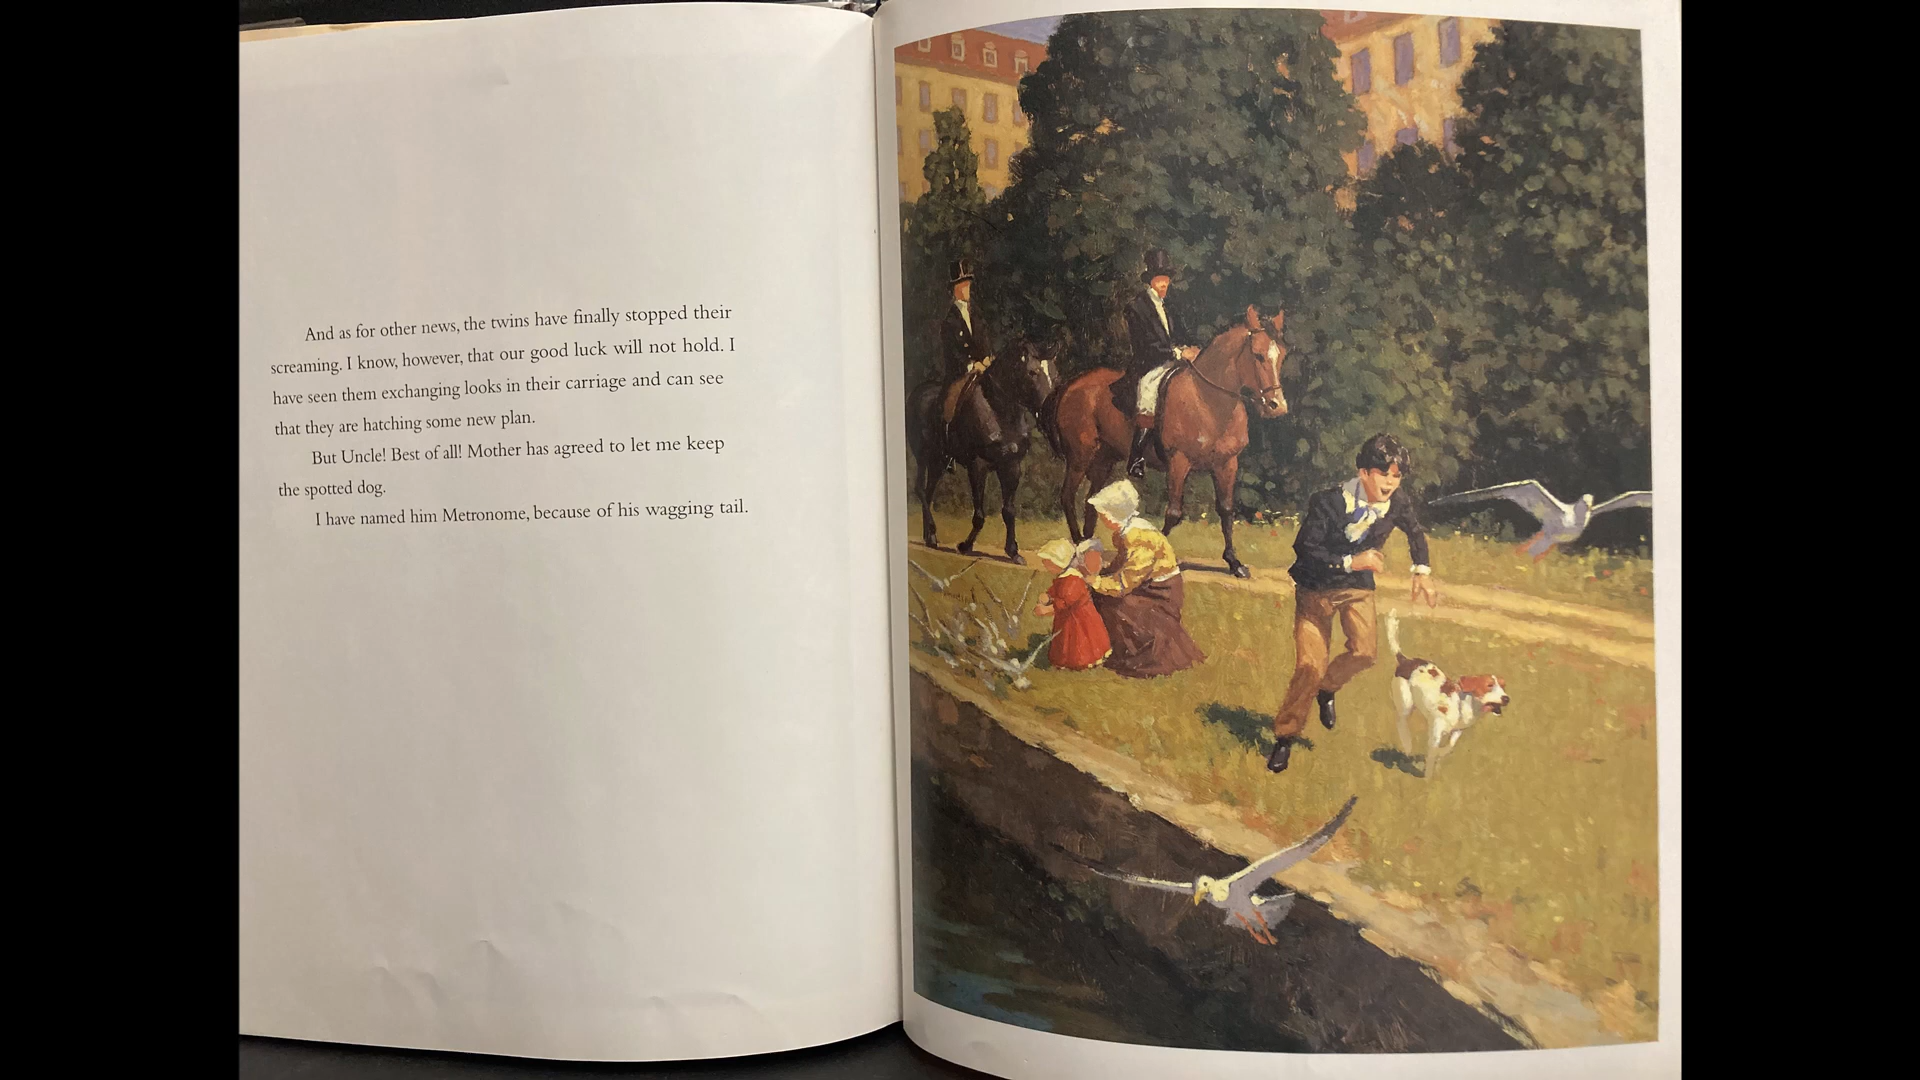 And as for other news, the twins have finally stopped their
screaming. I know, however, that our good luck will not hold. I
have seen them exchanging looks in their carriage and can see
that they are hatching some new plan.
But Uncle! Best of all! Mother has agreed to let me keep
the spotted dog.
I have named him Metronome, because of his wagging tail.